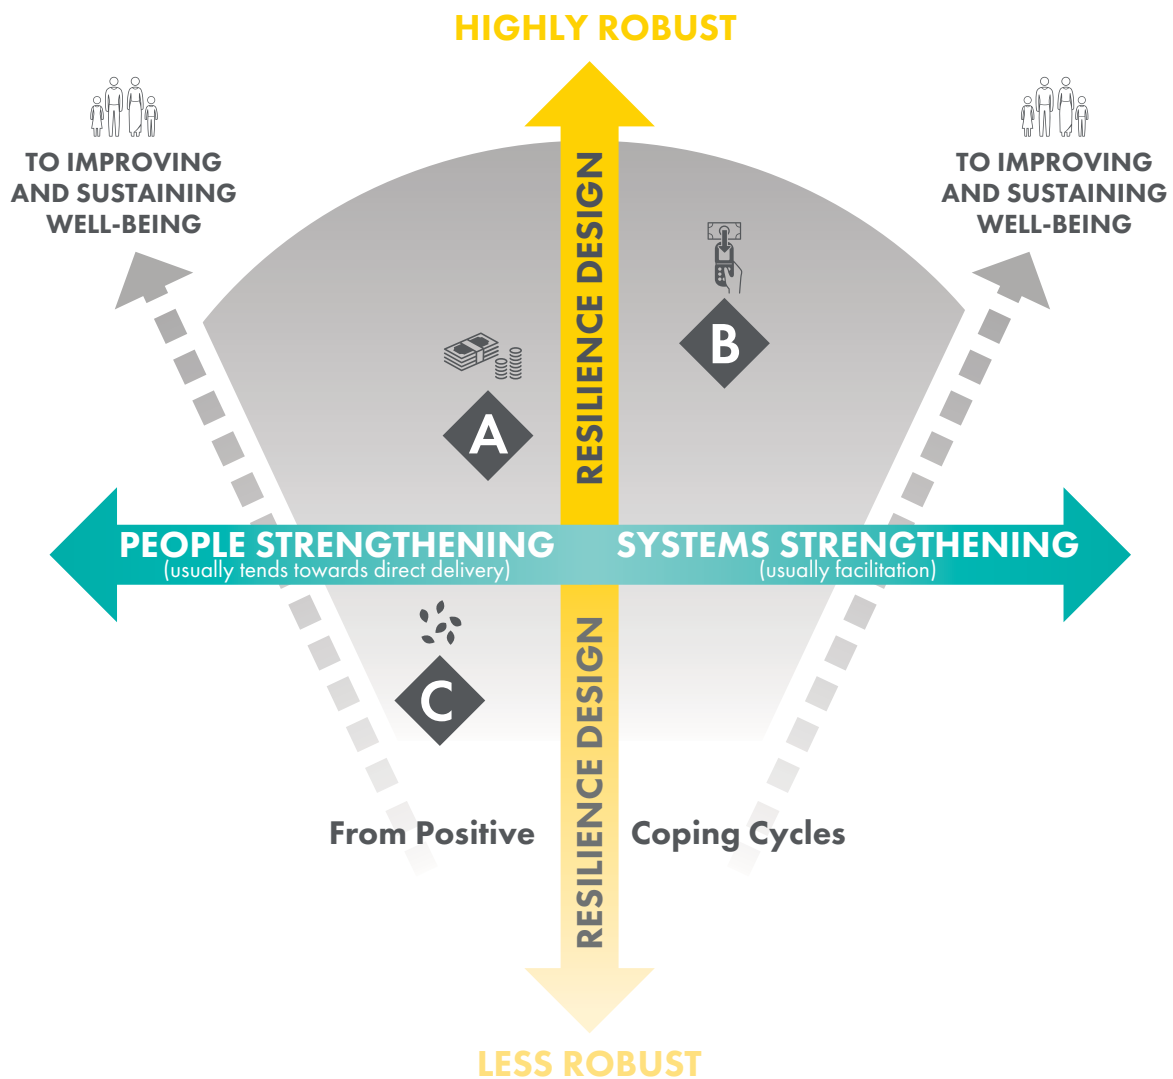 HIGHLY ROBUST
TO IMPROVING
AND SUSTAINING
WELL-BEING
TO IMPROVING
AND SUSTAINING
WELL-BEING
RESILIENCE DESIGN
B
A
PEOPLE STRENGTHENING
(usually tends towards direct delivery)
SYSTEMS STRENGTHENING
(usually facilitation)
C
RESILIENCE DESIGN
From Positive
Coping Cycles
LESS ROBUST